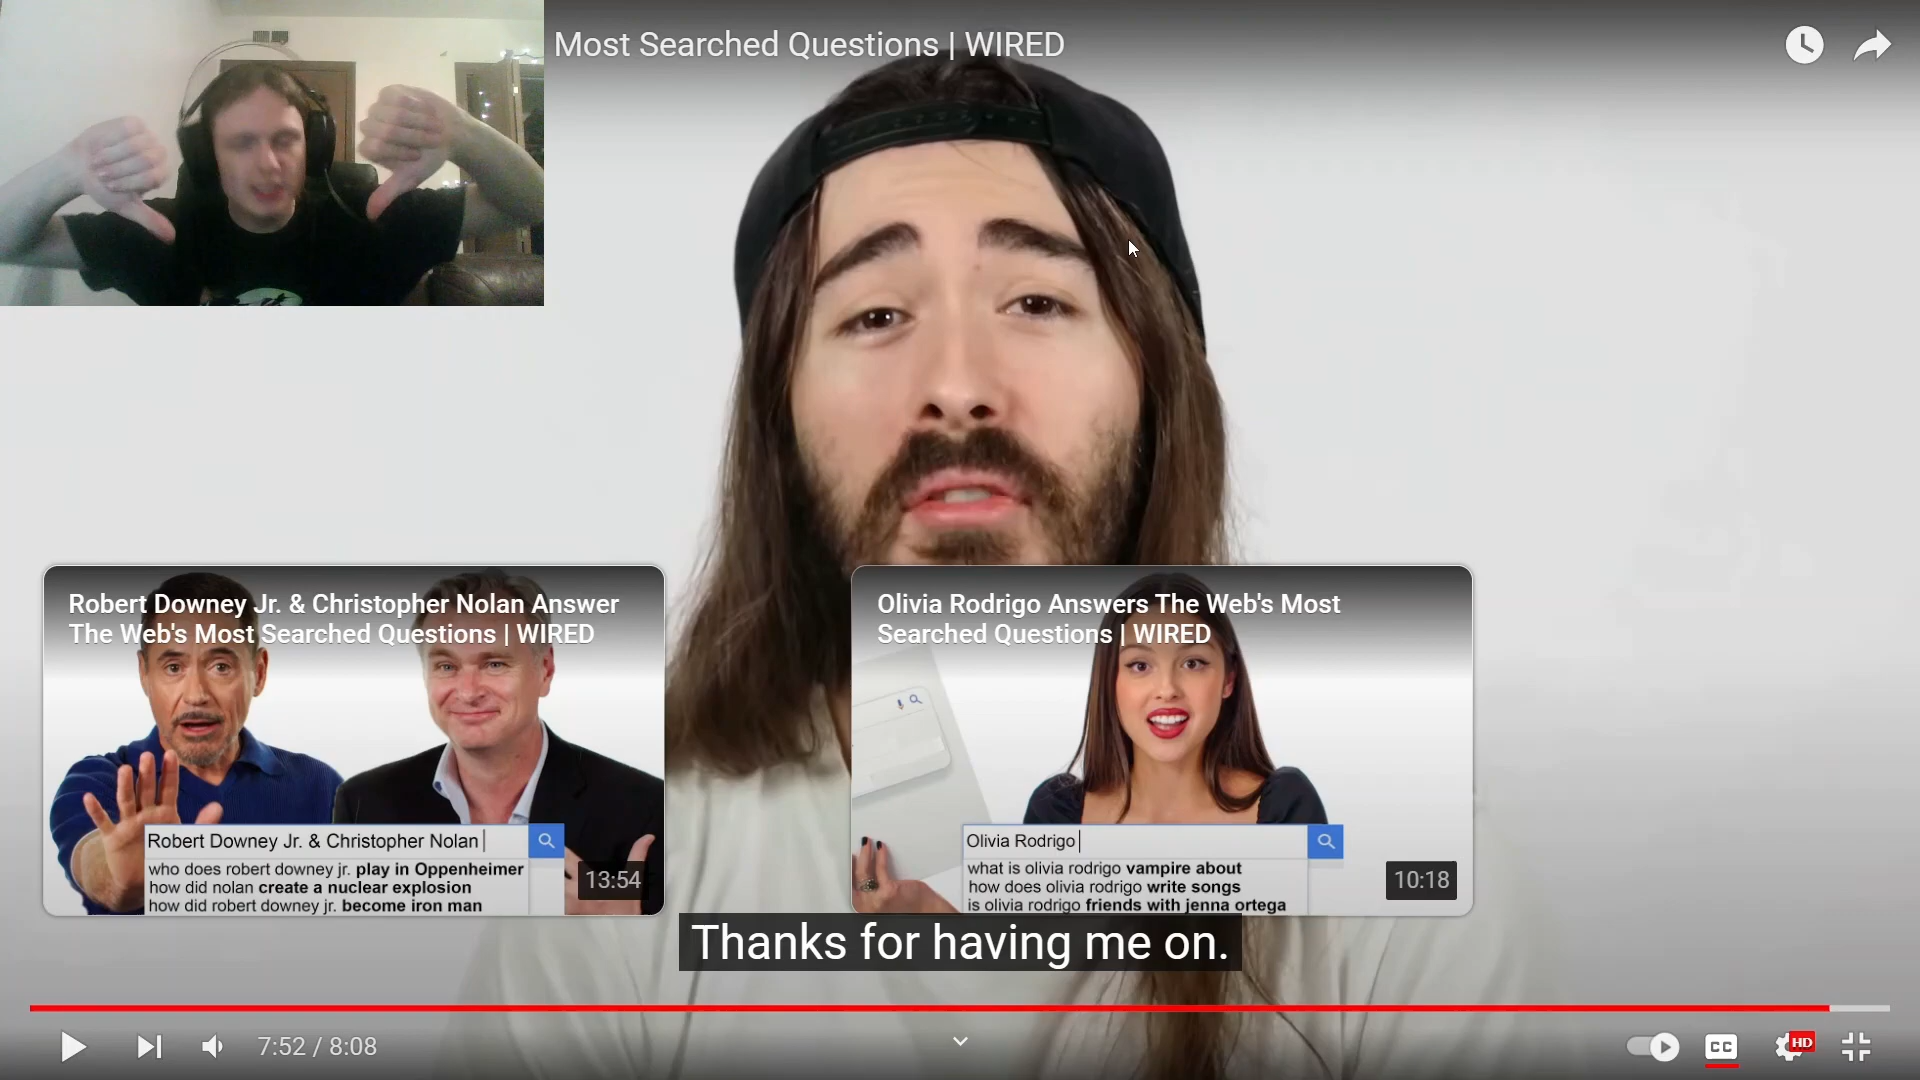 Most Searched Questions | WIRED
Robert Downey Jr. & Christopher Nolan Answer
The Web's Most Searched Questions | WIRED
Robert Downey Jr. & Christopher Nolan
who does robert downey jr. play in Oppenheimer
how did nolan create a nuclear explosion
how did robert downey jr. become iron man
13:54
Olivia Rodrigo Answers The Web's Most
Searched Questions | WIRED
Olivia Rodrigo
what is olivia rodrigo vampire about
how does olivia rodrigo write songs
is olivia rodrigo friends with jenna ortega
10:18
Thanks for having me on.
7:52 / 8:08
CC
HD